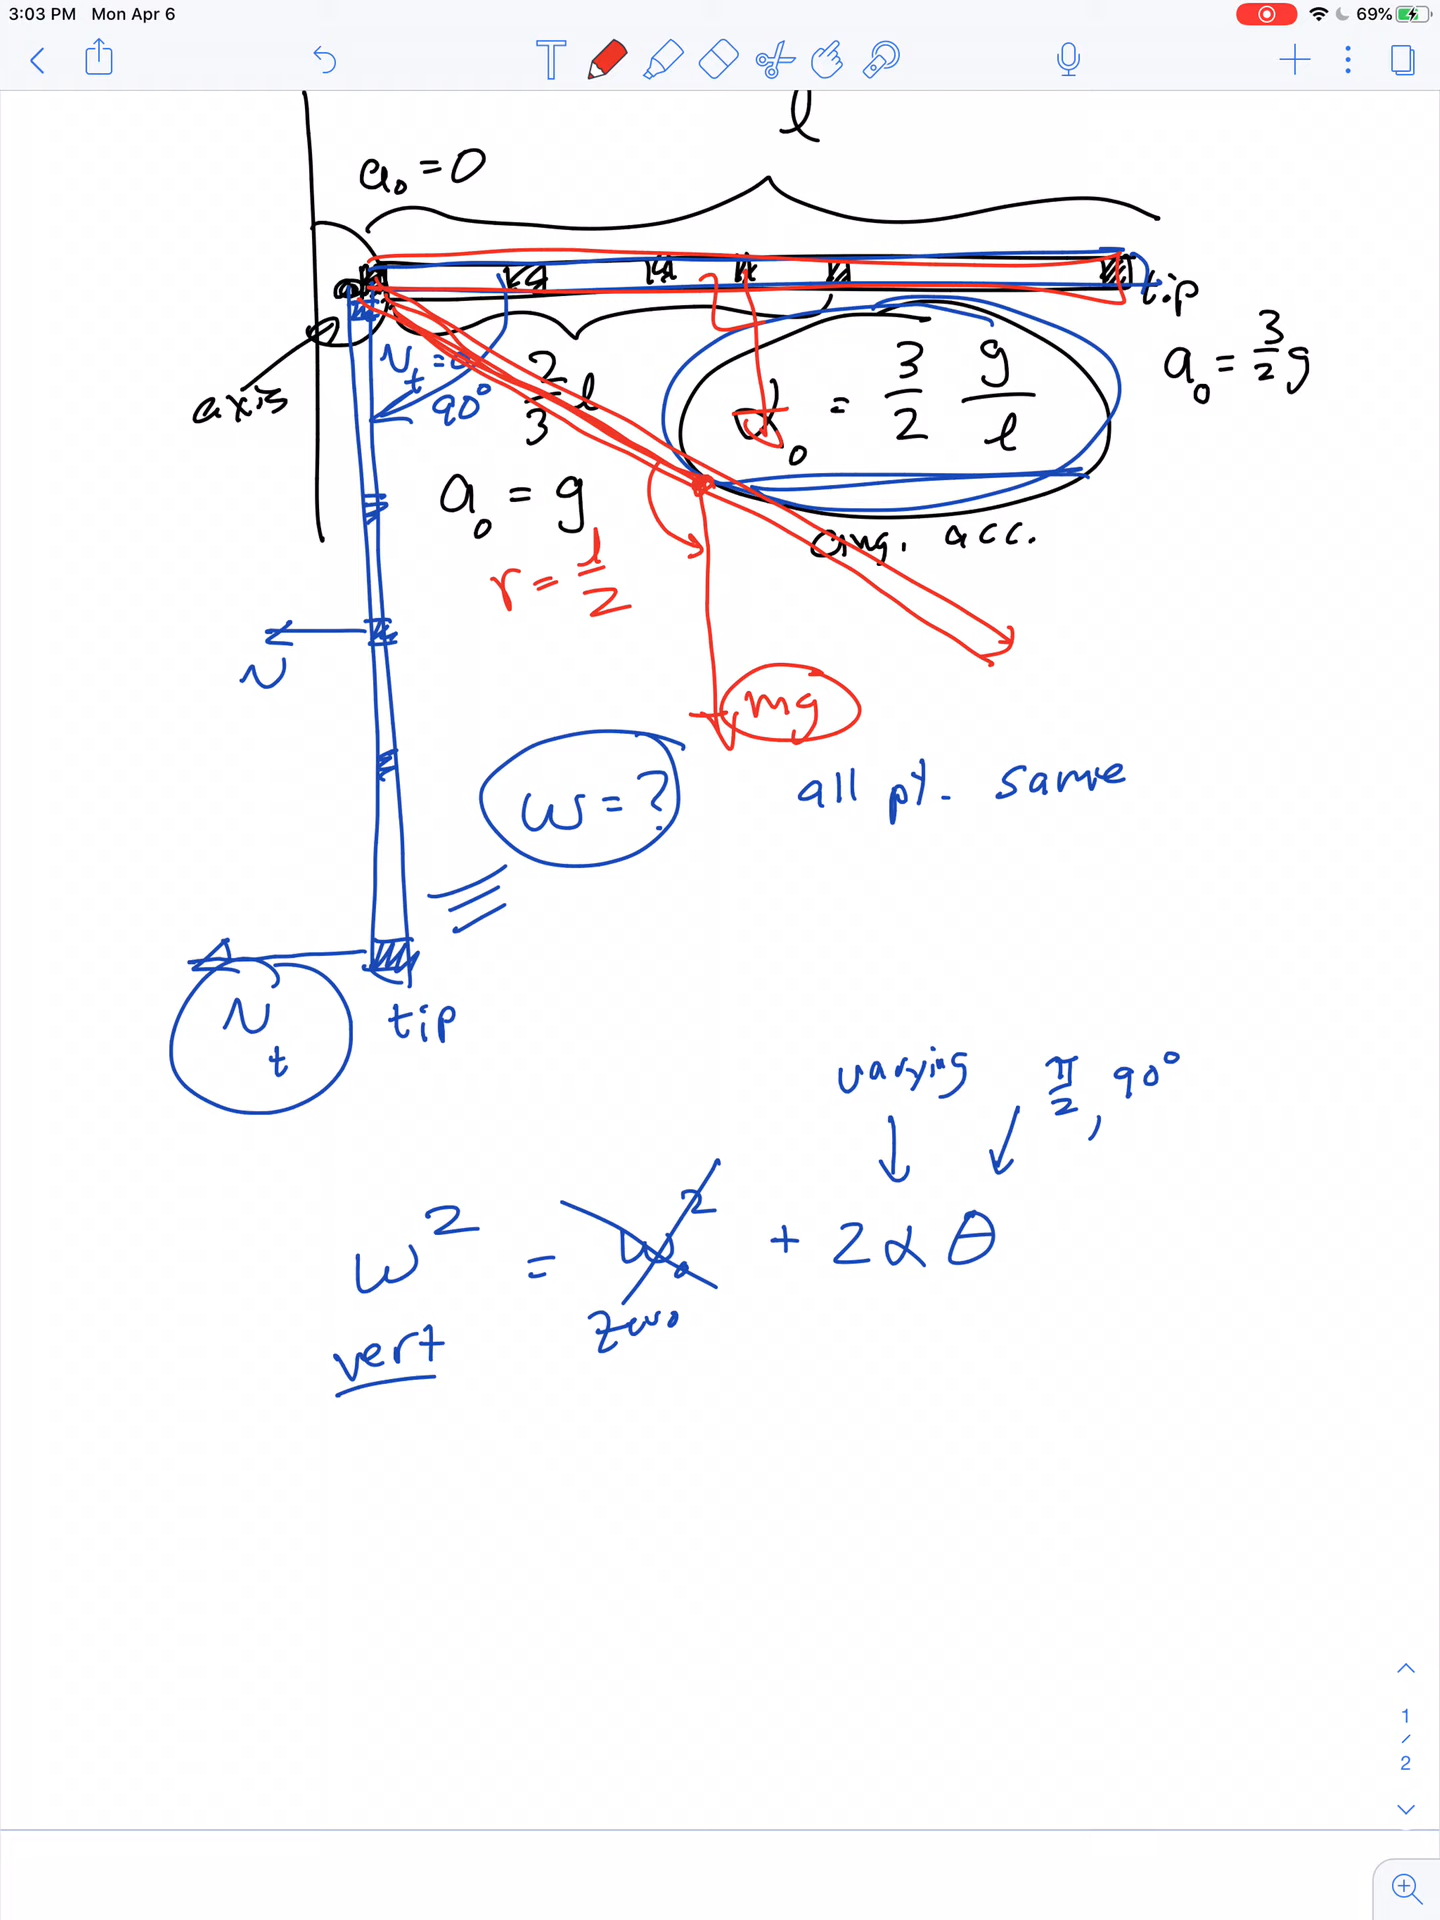 3:03 PM Mon Apr 6
69%
T
l
a₀ = 0
tip
a₀ = 3/2 g
axis
v_t = 0
90°
2/3 l
α₀ = 3/2 g/l
a₀ = g
ang. acc.
r = l/2
v
mg
ω = ?
all pt. same
v_t
tip
varying
π/2, 90°
ω² = ω₀² + 2αθ
zero
vert
1
/
2